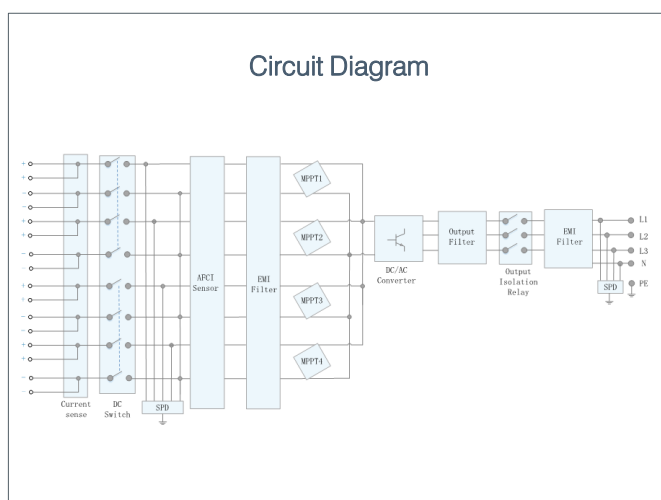 Circuit Diagram
+
+
-
-
+
+
-
-
+
+
-
-
+
+
-
-
Current
sense
DC
Switch
SPD
AFCI
Sensor
EMI
Filter
MPPT1
MPPT2
MPPT3
MPPT4
DC/AC
Converter
Output
Filter
Output
Isolation
Relay
EMI
Filter
L1
L2
L3
N
PE
SPD